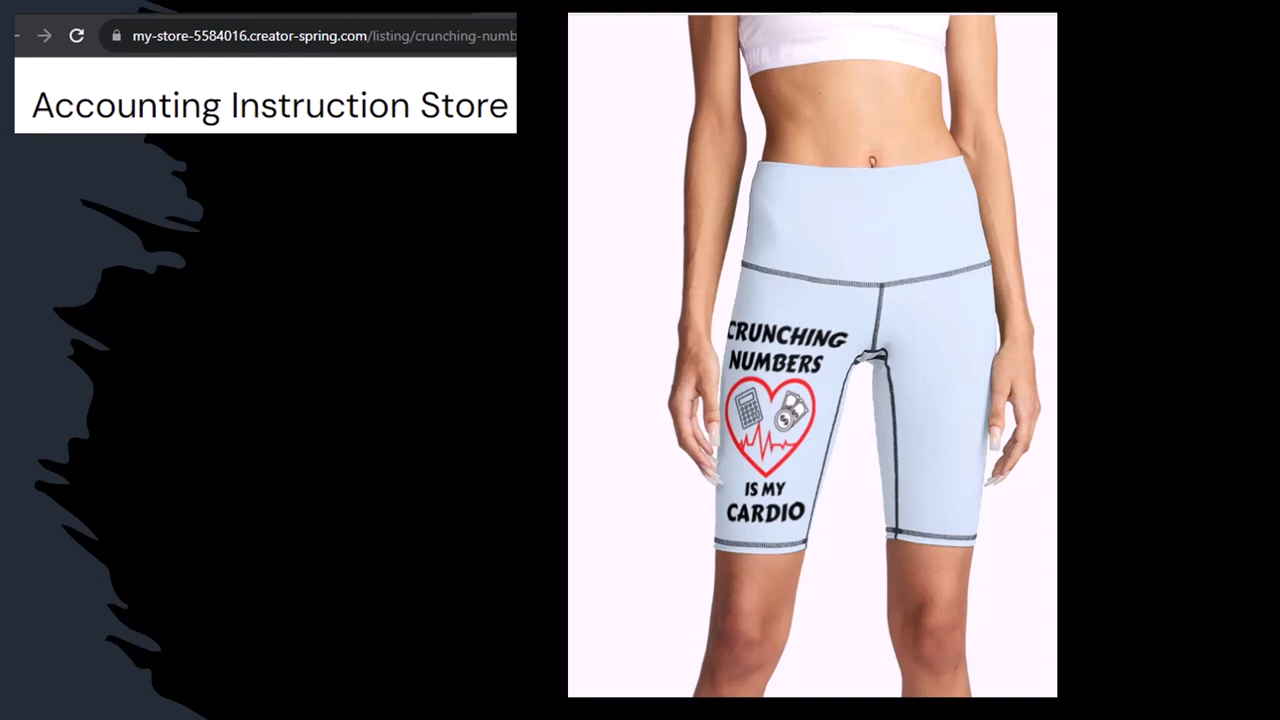 my-store-5584016.creator-spring.com/listing/crunching-numb
Accounting Instruction Store
CRUNCHING
NUMBERS
IS MY
CARDIO